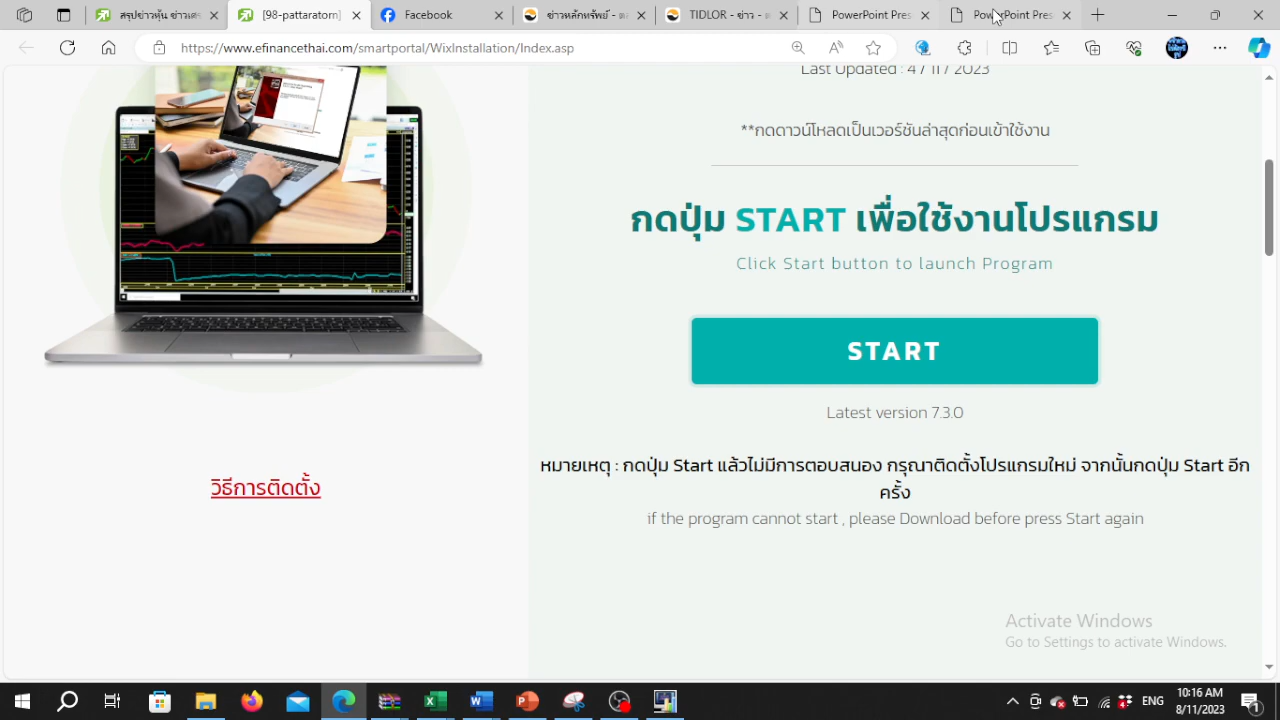 สรุปข่าวหุ้น ข่าวเศร
[98-pattaratorn]
Facebook
ข่าวหลักทรัพย์ - ต
TIDLOR - ข่าว - ต
PowerPoint Pres
PowerPoint Pres
https://www.efinancethai.com/smartportal/WixInstallation/Index.asp
Last Updated : 4 / 11 / 2023
**กดดาวน์โหลดเป็นเวอร์ชันล่าสุดก่อนเข้าใช้งาน
กดปุ่ม START เพื่อใช้งานโปรแกรม
Click Start button to launch Program
START
Latest version 7.3.0
หมายเหตุ : กดปุ่ม Start แล้วไม่มีการตอบสนอง กรุณาติดตั้งโปรแกรมใหม่ จากนั้นกดปุ่ม Start อีก
ครั้ง
if the program cannot start , please Download before press Start again
วิธีการติดตั้ง
Activate Windows
Go to Settings to activate Windows.
ENG
10:16 AM
8/11/2023